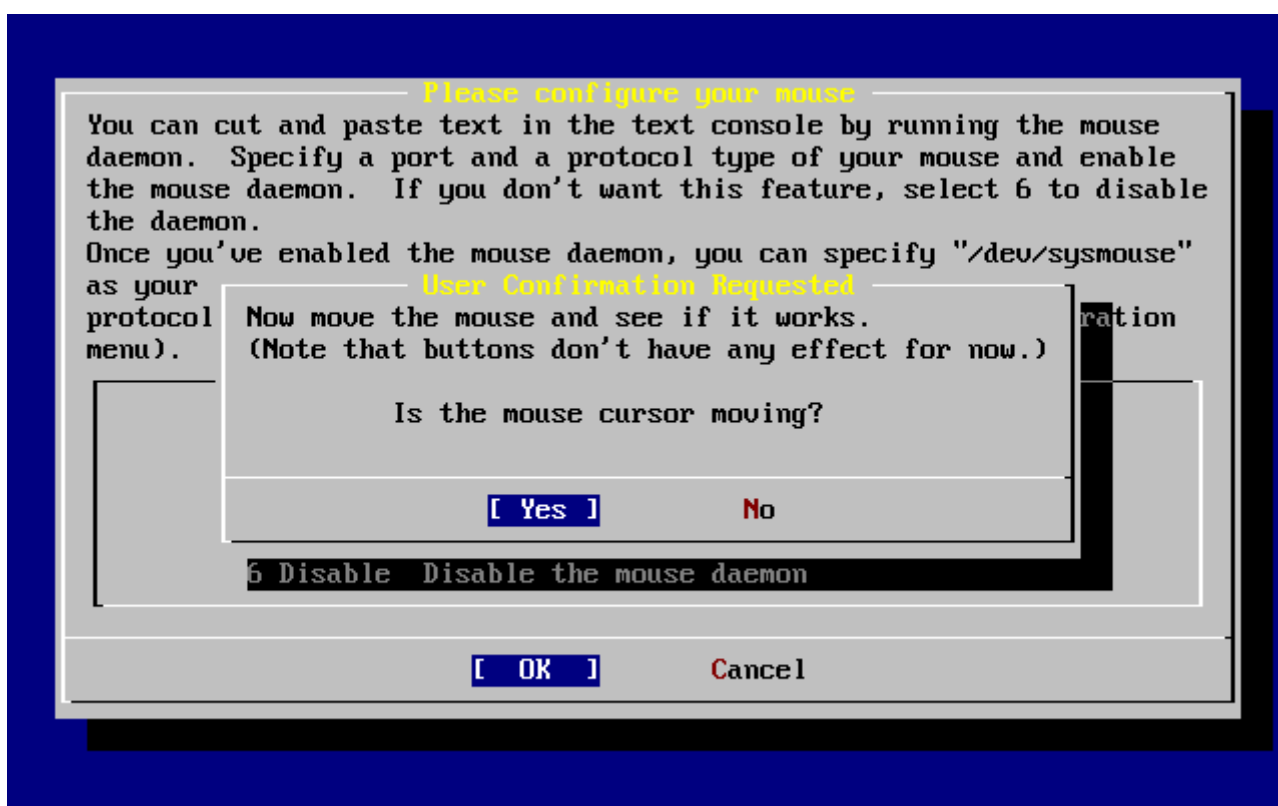 Please configure your mouse
You can cut and paste text in the text console by running the mouse
daemon.  Specify a port and a protocol type of your mouse and enable
the mouse daemon.  If you don't want this feature, select 6 to disable
the daemon.
Once you've enabled the mouse daemon, you can specify "/dev/sysmouse"
as your
User Confirmation Requested
protocol
ration
menu).
Now move the mouse and see if it works.
(Note that buttons don't have any effect for now.)
Is the mouse cursor moving?
[ Yes ] No
6 Disable  Disable the mouse daemon
[ OK ] Cancel